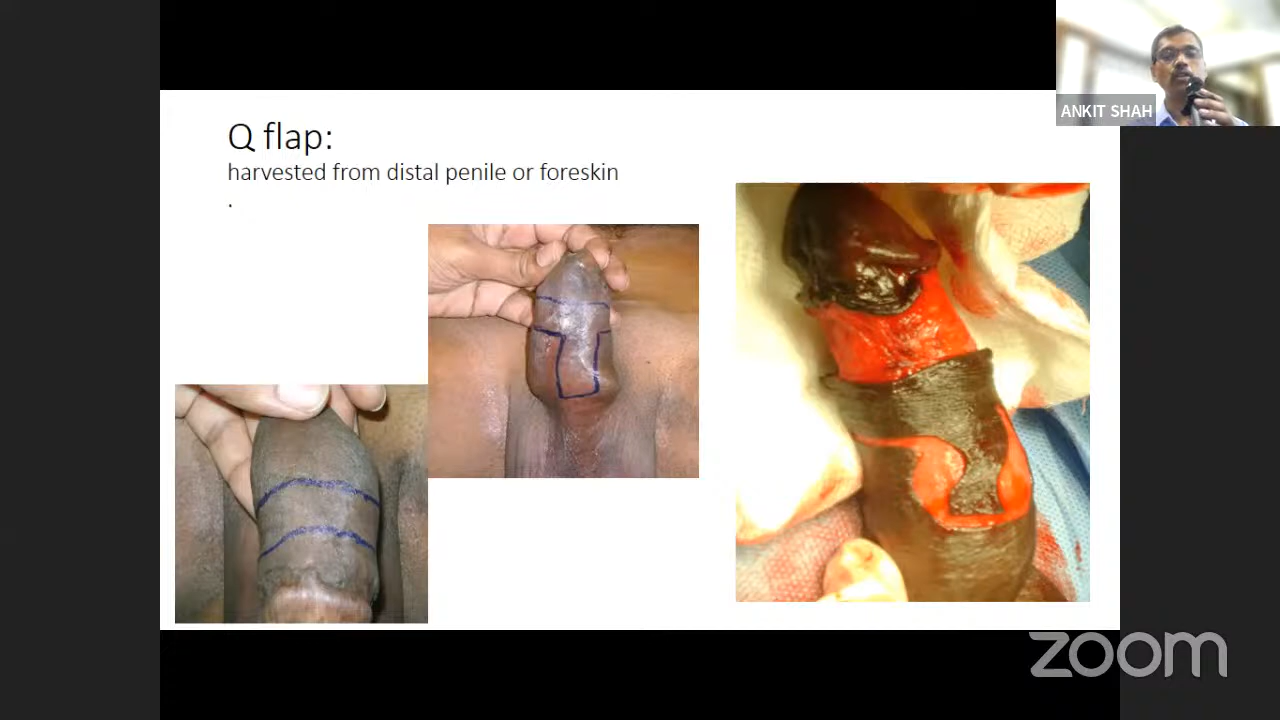 Q flap:
harvested from distal penile or foreskin
.
ANKIT SHAH
zoom